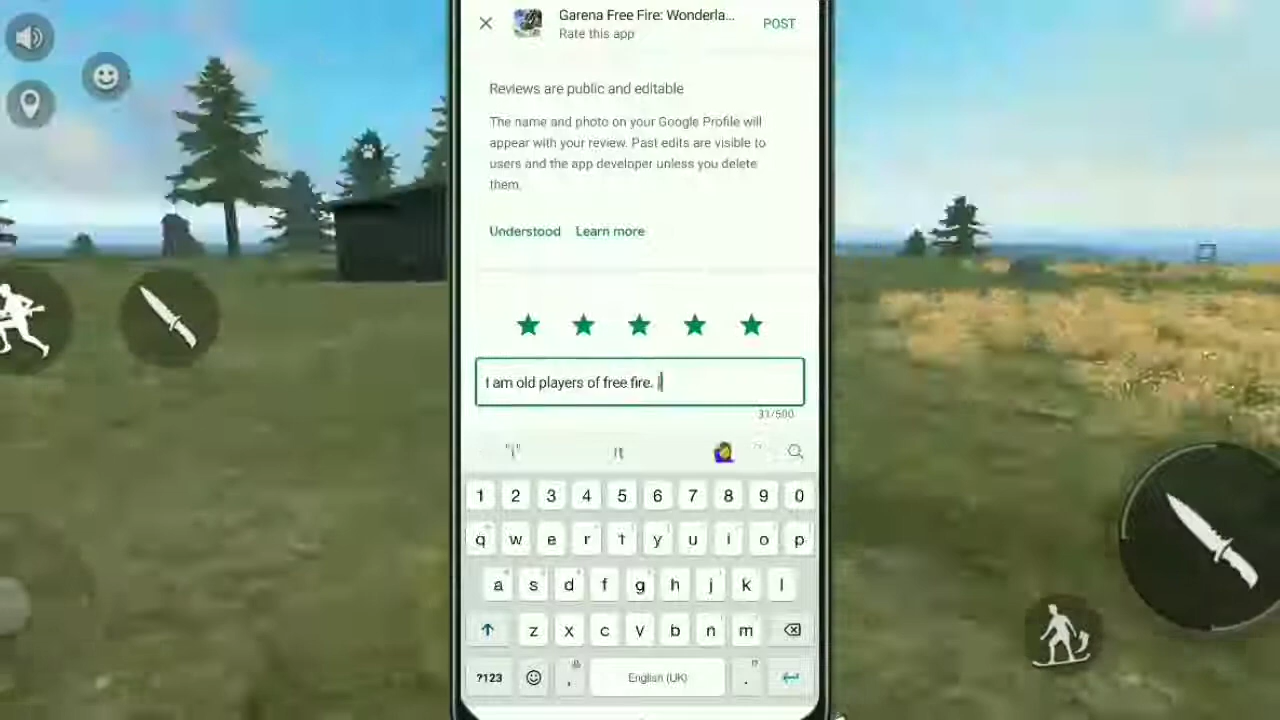 Garena Free Fire: Wonderla...
POST
Rate this app
Reviews are public and editable
The name and photo on your Google Profile will
appear with your review. Past edits are visible to
users and the app developer unless you delete
them.
Understood Learn more
I am old players of free fire. i
31/500
"i" it
1 2 3 4 5 6 7 8 9 0
q w e r t y u i o p
a s d f g h j k l
z x c v b n m
?123 , English (UK) .